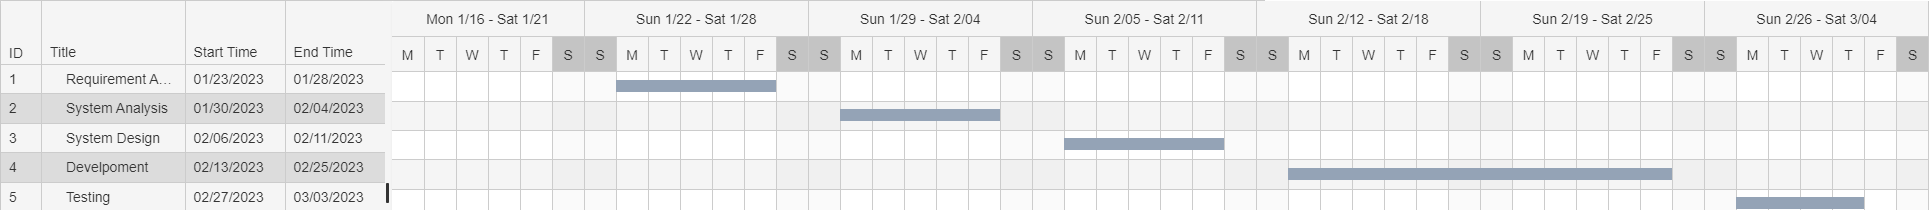 Mon 1/16 - Sat 1/21 Sun 1/22 - Sat 1/28 Sun 1/29 - Sat 2/04 Sun 2/05 - Sat 2/11 Sun 2/12 - Sat 2/18 Sun 2/19 - Sat 2/25 Sun 2/26 - Sat 3/04
ID Title Start Time End Time M T W T F S S M T W T F S S M T W T F S S M T W T F S S M T W T F S S M T W T F S S M T W T F S
1 Requirement A... 01/23/2023 01/28/2023
2 System Analysis 01/30/2023 02/04/2023
3 System Design 02/06/2023 02/11/2023
4 Develpoment 02/13/2023 02/25/2023
5 Testing 02/27/2023 03/03/2023